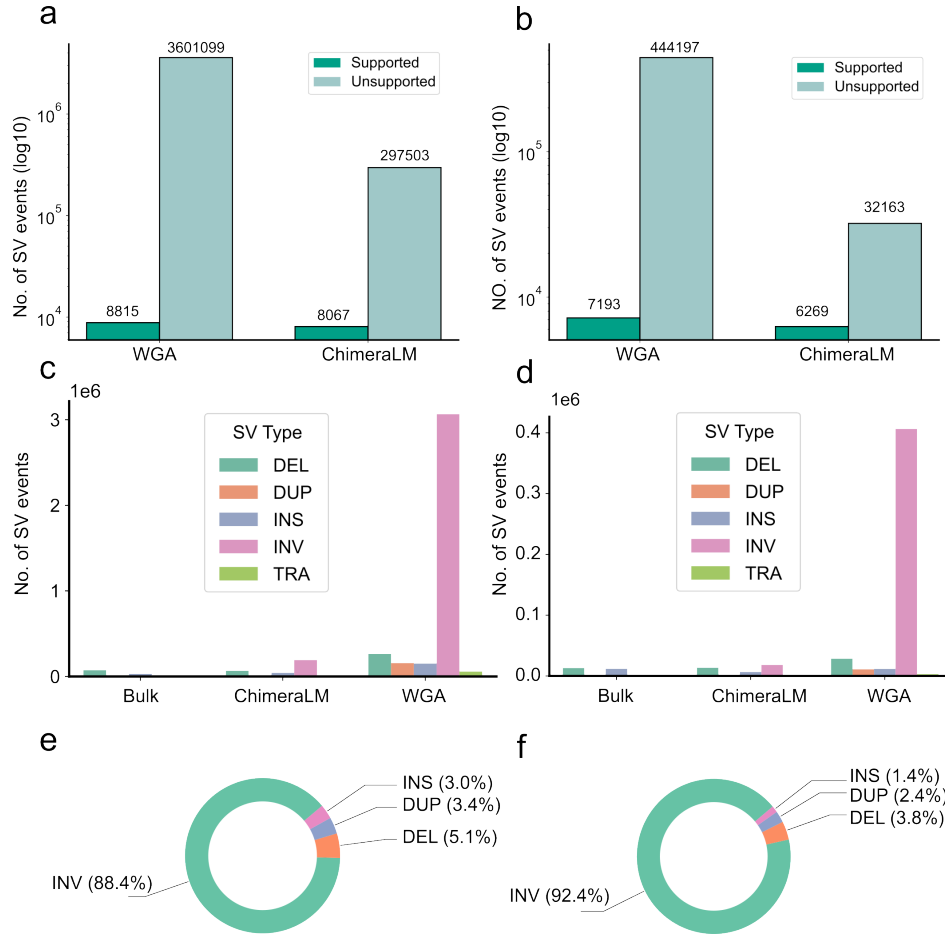 a
No. of SV events (log10)
10^6
10^5
10^4
3601099
297503
8815
8067
Supported
Unsupported
WGA
ChimeraLM
b
NO. of SV events (log10)
10^5
10^4
444197
32163
7193
6269
Supported
Unsupported
WGA
ChimeraLM
c
1e6
No. of SV events
3
2
1
0
SV Type
DEL
DUP
INS
INV
TRA
Bulk
ChimeraLM
WGA
d
1e6
No. of SV events
0.4
0.3
0.2
0.1
0.0
SV Type
DEL
DUP
INS
INV
TRA
Bulk
ChimeraLM
WGA
e
INS (3.0%)
DUP (3.4%)
DEL (5.1%)
INV (88.4%)
f
INS (1.4%)
DUP (2.4%)
DEL (3.8%)
INV (92.4%)